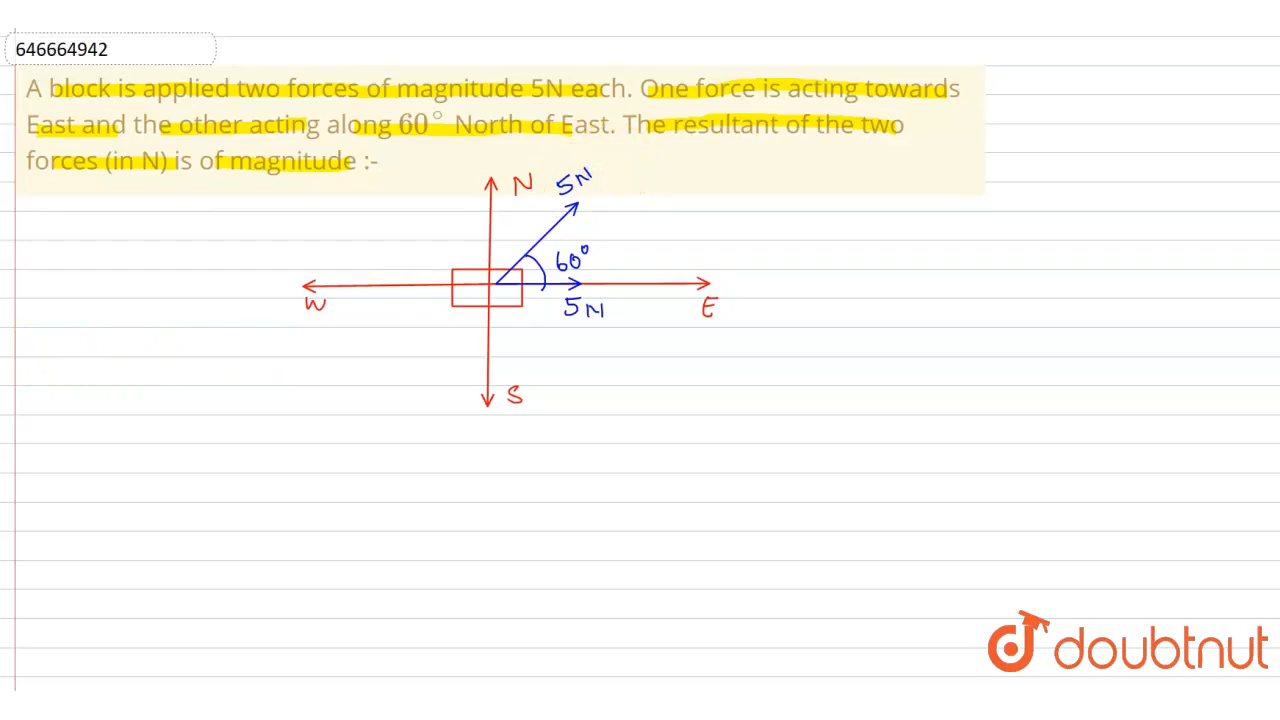 646664942
A block is applied two forces of magnitude 5N each. One force is acting towards
East and the other acting along 60° North of East. The resultant of the two
forces (in N) is of magnitude :-
N
5N
60°
W
5N
E
S
doubtnut